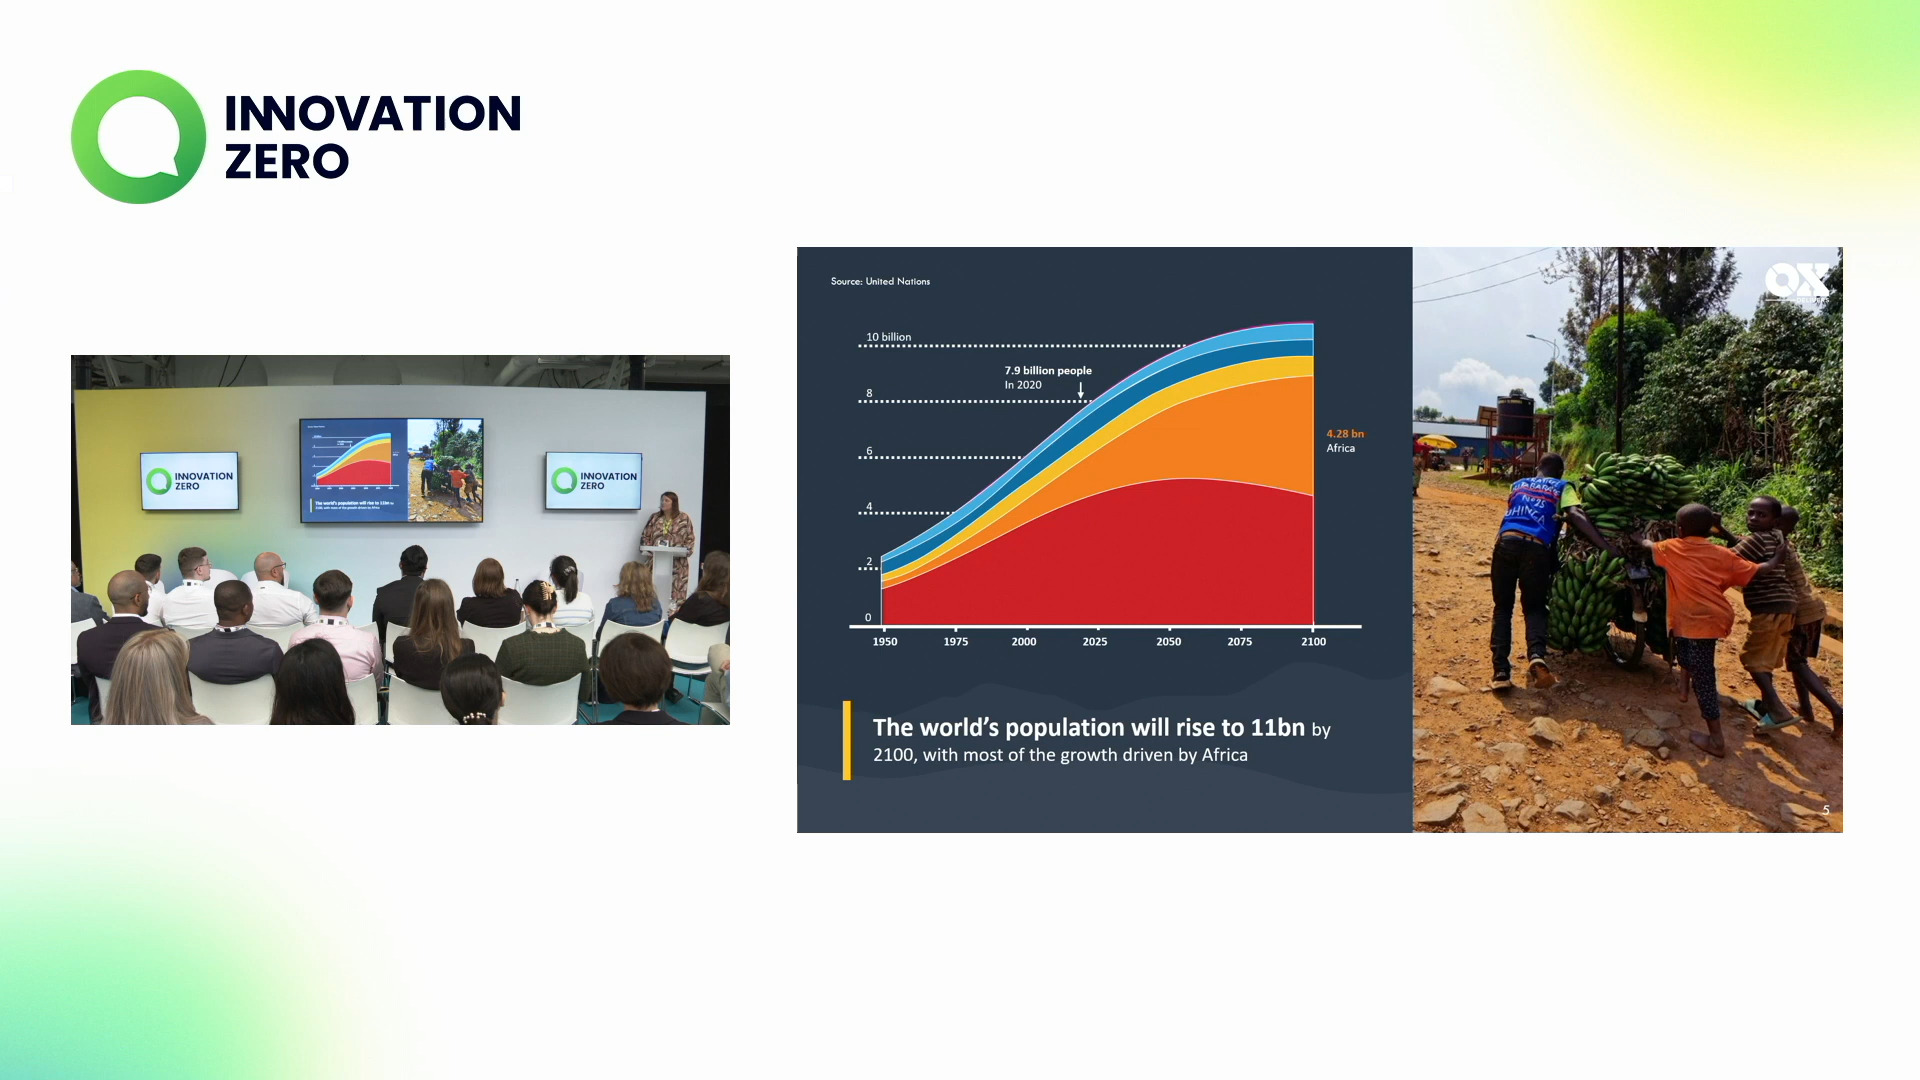 INNOVATION
ZERO
INNOVATION
ZERO
INNOVATION
ZERO
Source: United Nations
10 billion
7.9 billion people
In 2020
8
6
4
2
0
1950 1975 2000 2025 2050 2075 2100
4.28 bn
Africa
The world's population will rise to 11bn by
2100, with most of the growth driven by Africa
OX
DELIVERS
5